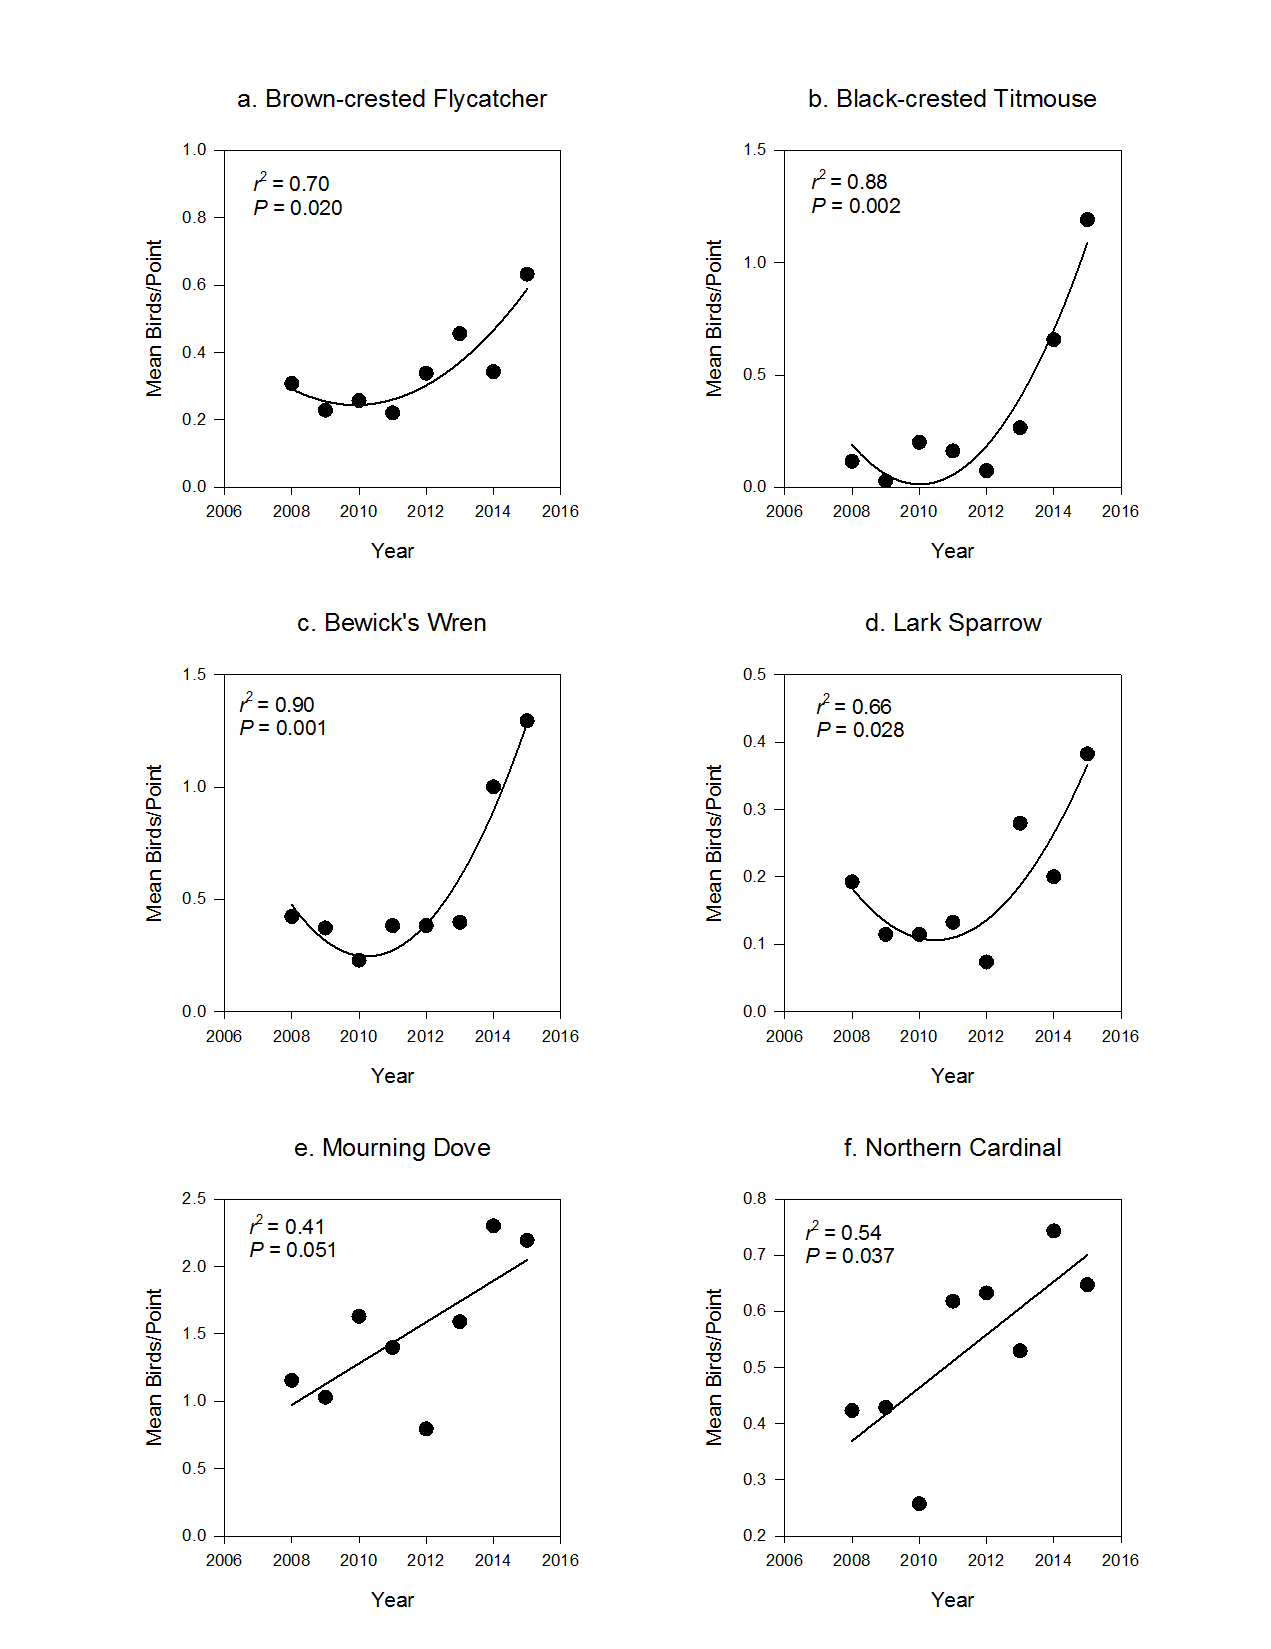 a. Brown-crested Flycatcher
1.0
0.8
0.6
0.4
0.2
0.0
Mean Birds/Point
r² = 0.70
P = 0.020
2006 2008 2010 2012 2014 2016
Year
b. Black-crested Titmouse
1.5
1.0
0.5
0.0
Mean Birds/Point
r² = 0.88
P = 0.002
2006 2008 2010 2012 2014 2016
Year
c. Bewick's Wren
1.5
1.0
0.5
0.0
Mean Birds/Point
r² = 0.90
P = 0.001
2006 2008 2010 2012 2014 2016
Year
d. Lark Sparrow
0.5
0.4
0.3
0.2
0.1
0.0
Mean Birds/Point
r² = 0.66
P = 0.028
2006 2008 2010 2012 2014 2016
Year
e. Mourning Dove
2.5
2.0
1.5
1.0
0.5
0.0
Mean Birds/Point
r² = 0.41
P = 0.051
2006 2008 2010 2012 2014 2016
Year
f. Northern Cardinal
0.8
0.7
0.6
0.5
0.4
0.3
0.2
Mean Birds/Point
r² = 0.54
P = 0.037
2006 2008 2010 2012 2014 2016
Year